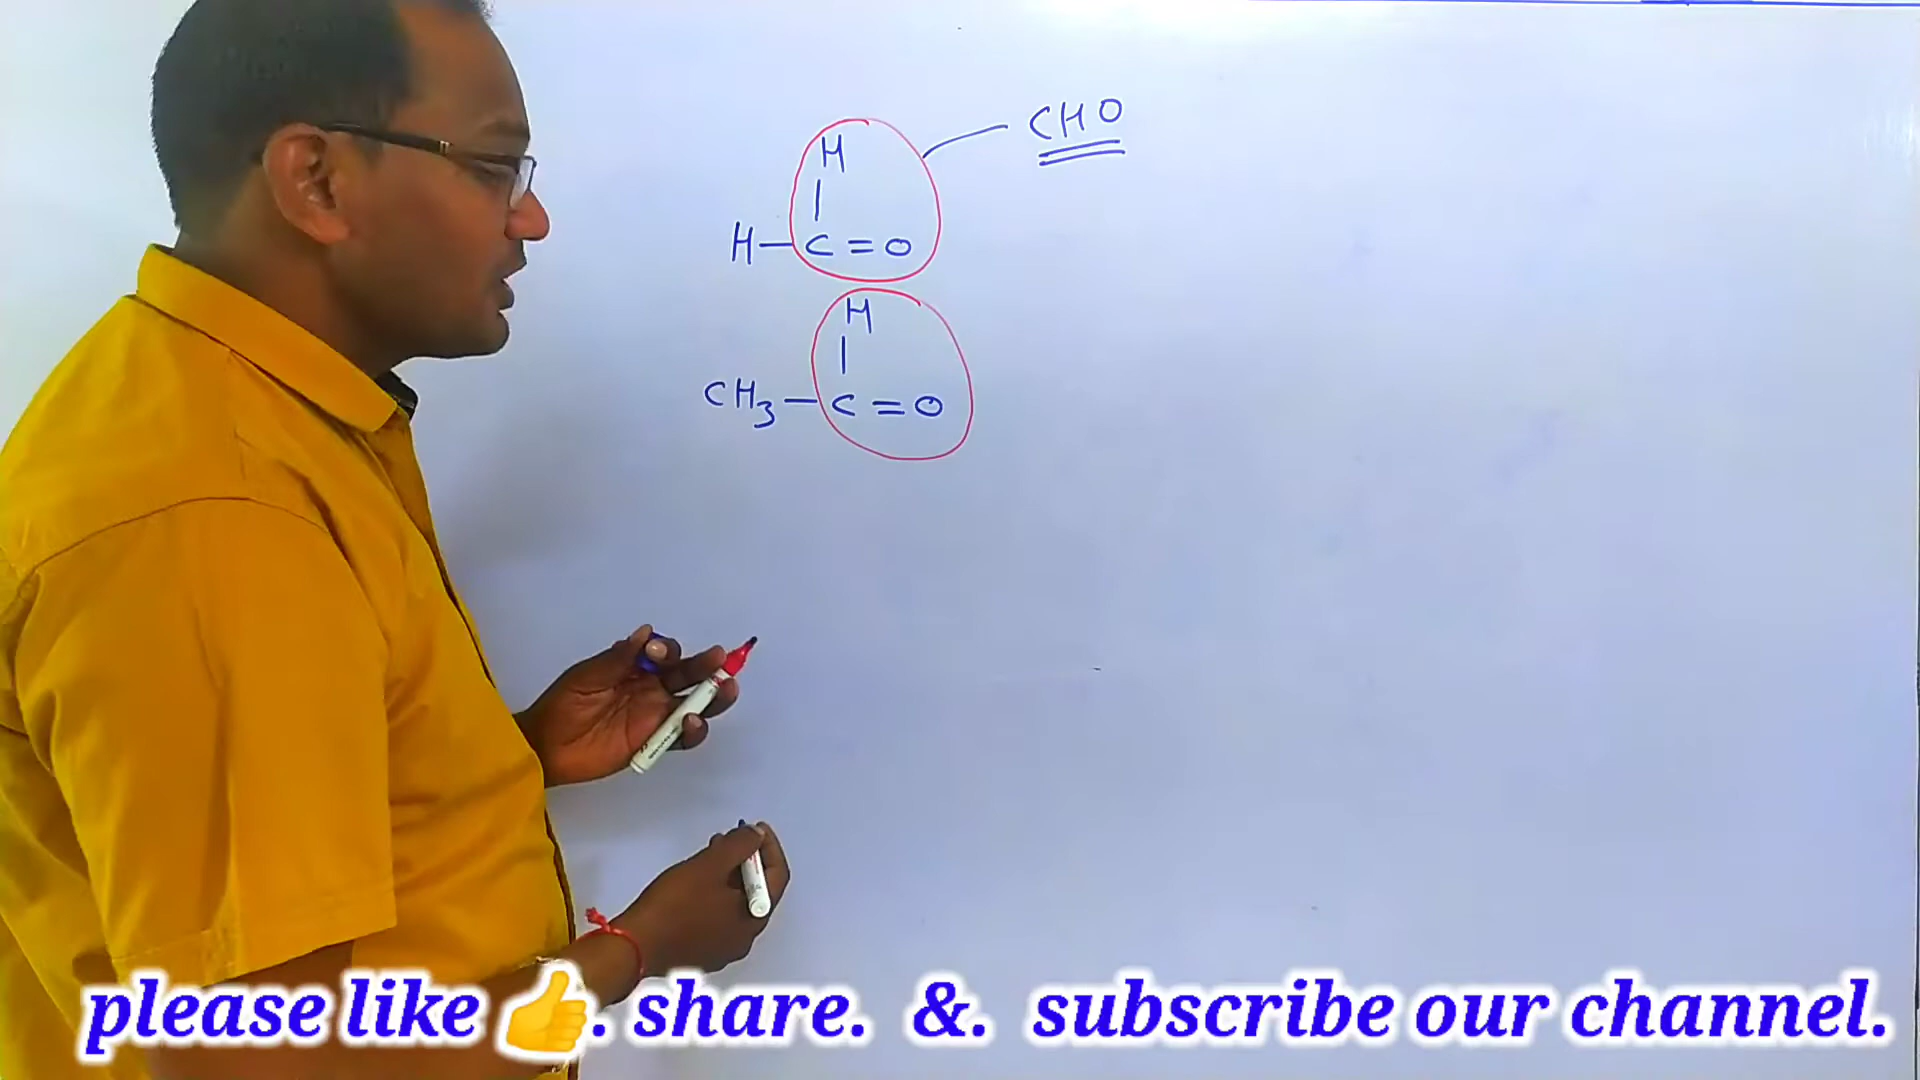 CHO
H
|
H-C=O
H
|
CH3-C=O
please like 👍. share. &. subscribe our channel.